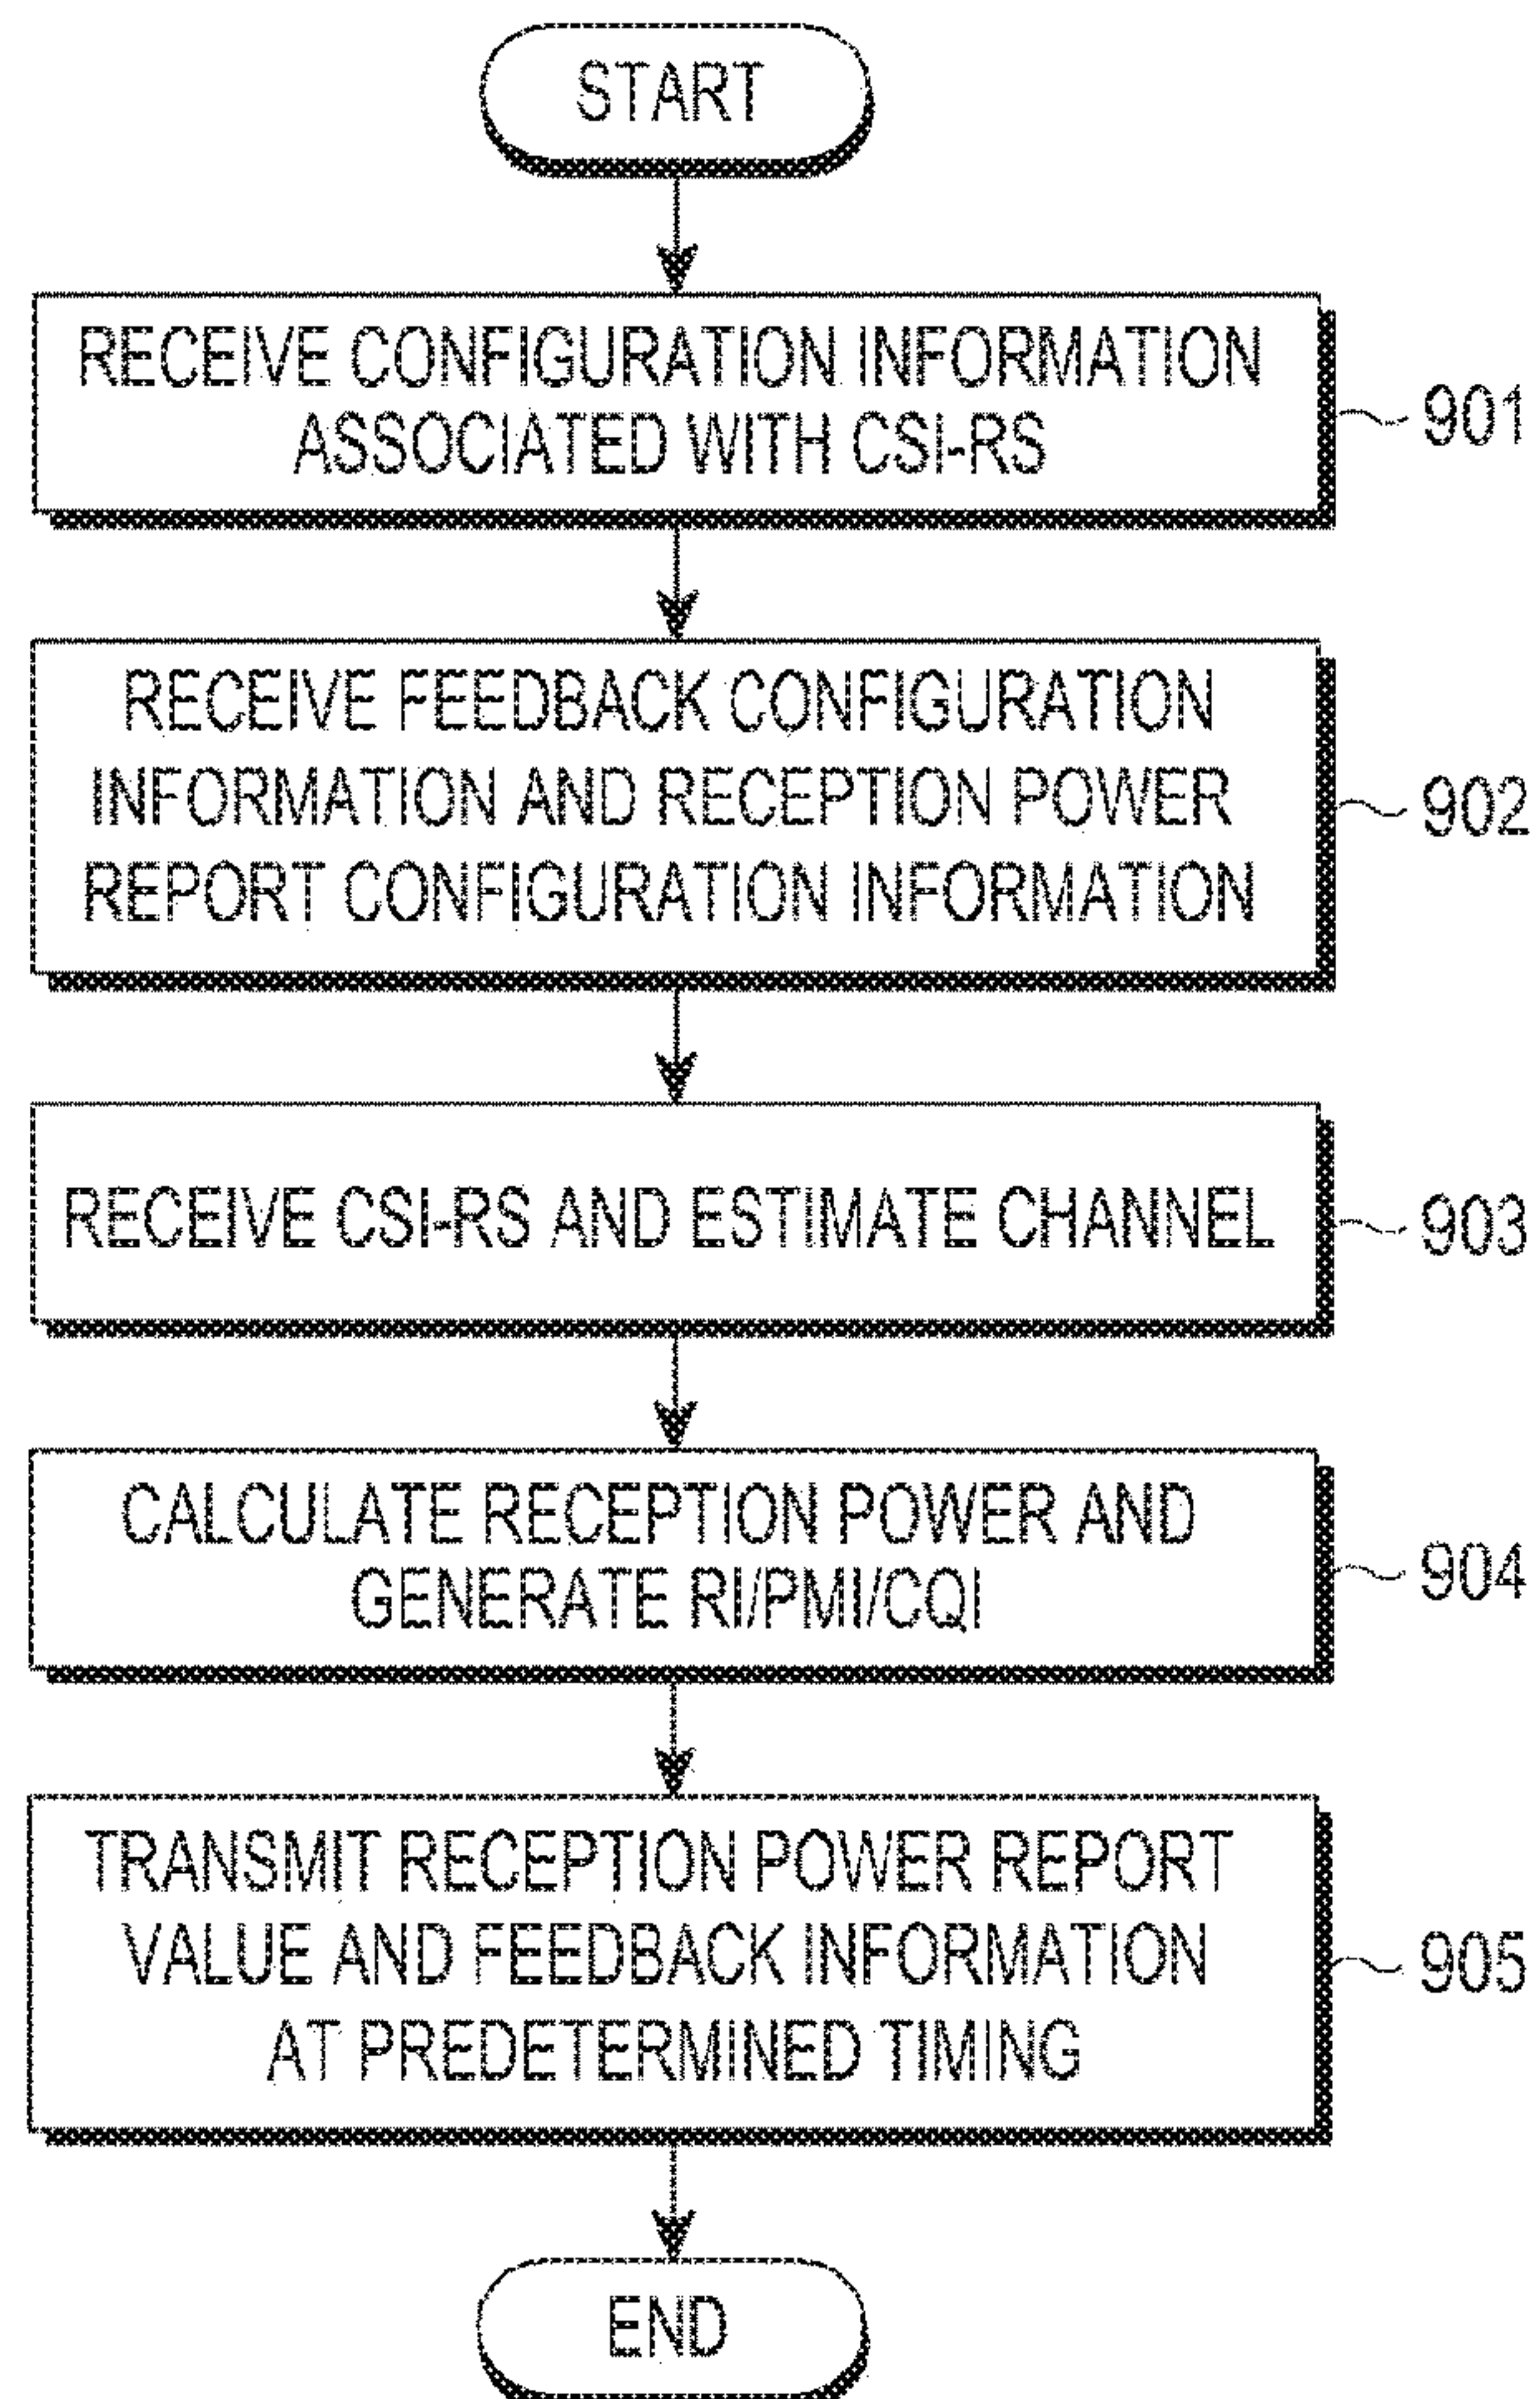 START
RECEIVE CONFIGURATION INFORMATION
ASSOCIATED WITH CSI-RS
901
RECEIVE FEEDBACK CONFIGURATION
INFORMATION AND RECEPTION POWER
REPORT CONFIGURATION INFORMATION
902
RECEIVE CSI-RS AND ESTIMATE CHANNEL
903
CALCULATE RECEPTION POWER AND
GENERATE RI/PMI/CQI
904
TRANSMIT RECEPTION POWER REPORT
VALUE AND FEEDBACK INFORMATION
AT PREDETERMINED TIMING
905
END